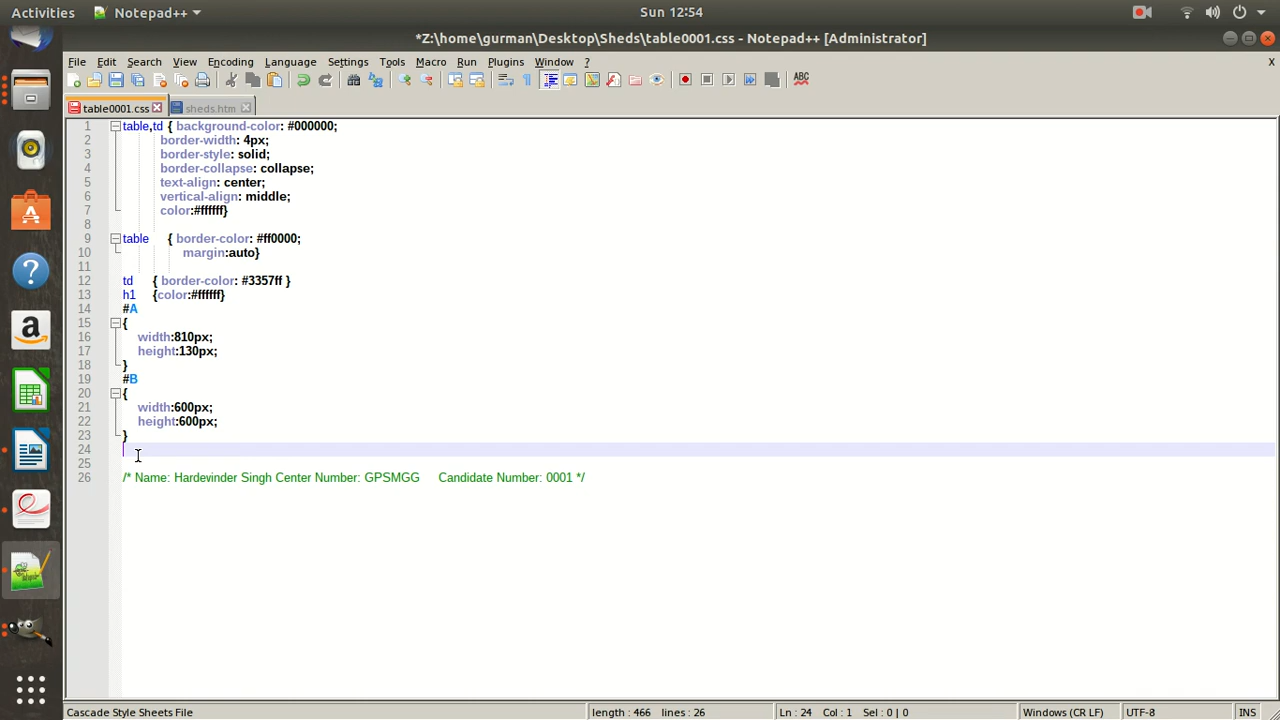 Activities Notepad++ Sun 12:54
*Z:\home\gurman\Desktop\Sheds\table0001.css - Notepad++ [Administrator]
File Edit Search View Encoding Language Settings Tools Macro Run Plugins Window ? X
table0001.css sheds.htm
1 table,td { background-color: #000000;
2 border-width: 4px;
3 border-style: solid;
4 border-collapse: collapse;
5 text-align: center;
6 vertical-align: middle;
7 color:#ffffff}
8
9 table { border-color: #ff0000;
10 margin:auto}
11
12 td { border-color: #3357ff }
13 h1 {color:#ffffff}
14 #A
15 {
16 width:810px;
17 height:130px;
18 }
19 #B
20 {
21 width:600px;
22 height:600px;
23 }
24
25
26 /* Name: Hardevinder Singh Center Number: GPSMGG Candidate Number: 0001 */
Cascade Style Sheets File length : 466 lines : 26 Ln : 24 Col : 1 Sel : 0 | 0 Windows (CR LF) UTF-8 INS